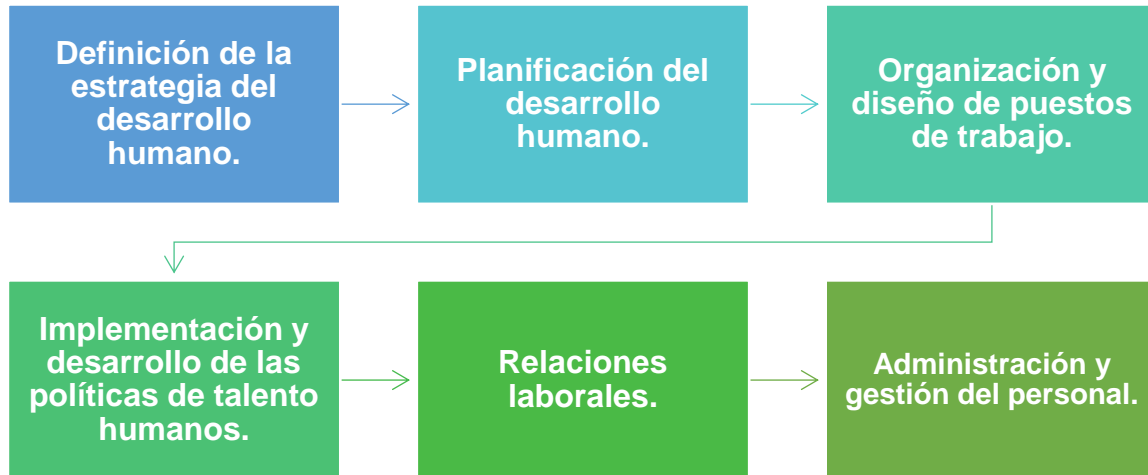 Definición de la
estrategia del
desarrollo
humano.
Planificación del
desarrollo
humano.
Organización y
diseño de puestos
de trabajo.
Implementación y
desarrollo de las
políticas de talento
humanos.
Relaciones
laborales.
Administración y
gestión del personal.